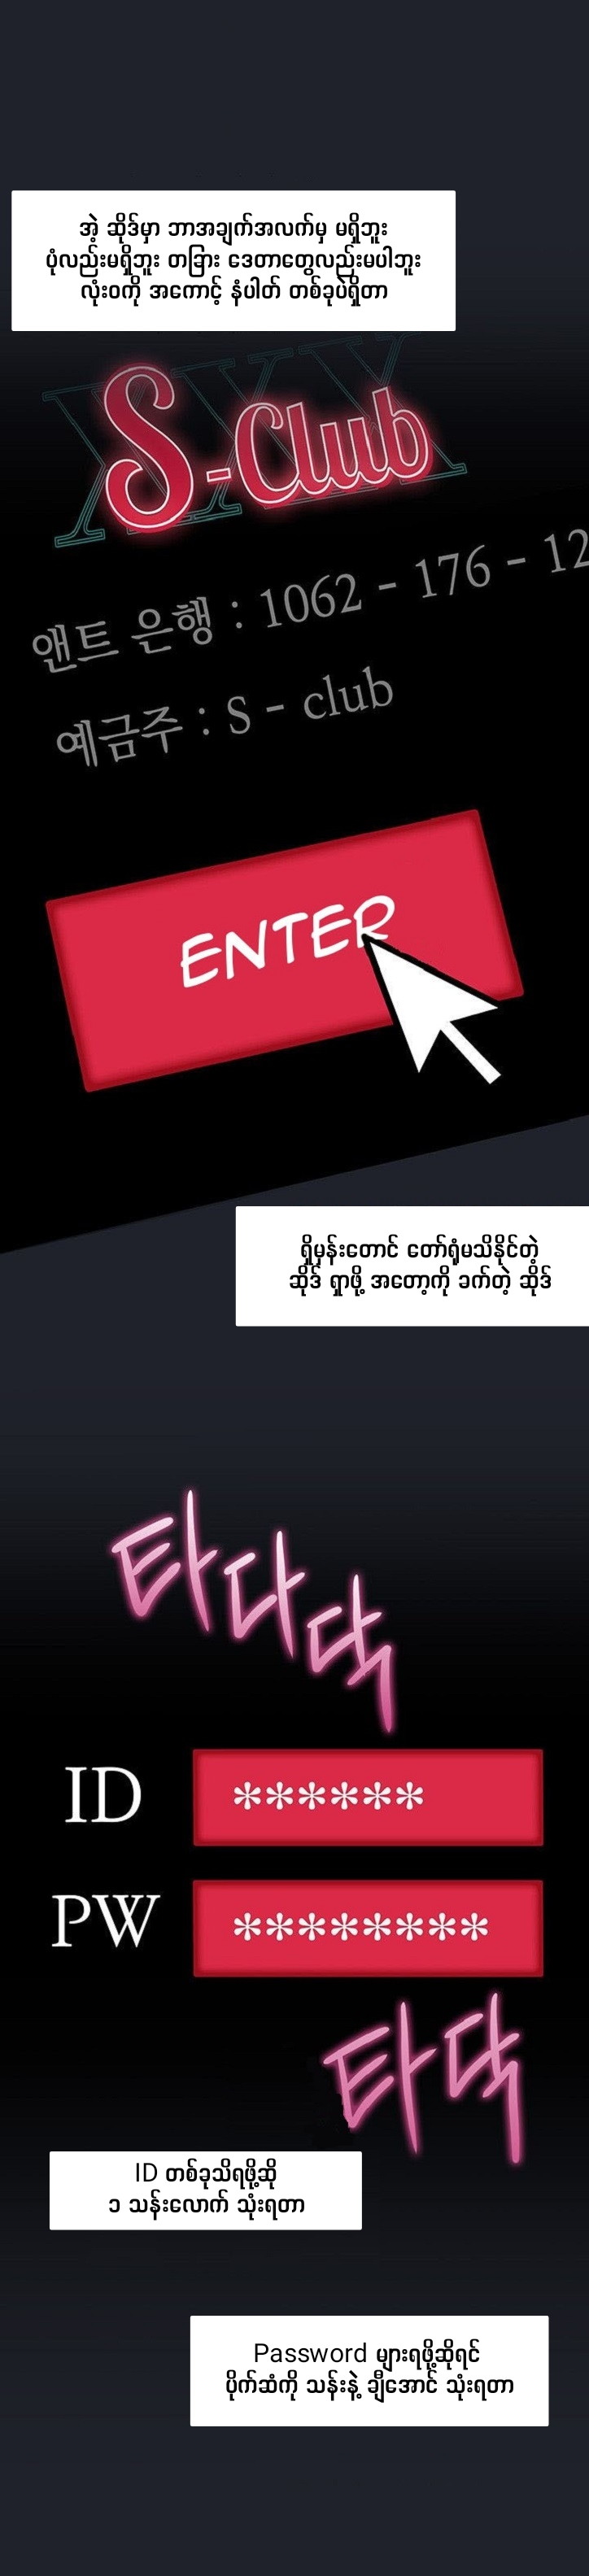 အဲ့ ဆိုဒ်မှာ ဘာအချက်အလက်မှ မရှိဘူး
ပုံလည်းမရှိဘူး တခြား ဒေတာတွေလည်းမပါဘူး
လုံးဝကို အကောင့် နံပါတ် တစ်ခုပဲရှိတာ
XXX
S-Club
앤트 은행 : 1062 - 176 - 12
예금주 : S - club
ENTER
ရှိမှန်းတောင် တော်ရုံမသိနိုင်တဲ့
ဆိုဒ် ရှာဖို့ အတော့ကို ခက်တဲ့ ဆိုဒ်
타다닥
ID ******
PW ********
타닥
ID တစ်ခုသိရဖို့ဆို
၁ သန်းလောက် သုံးရတာ
Password များရဖို့ဆိုရင်
ပိုက်ဆံကို သန်းနဲ့ ချီအောင် သုံးရတာ